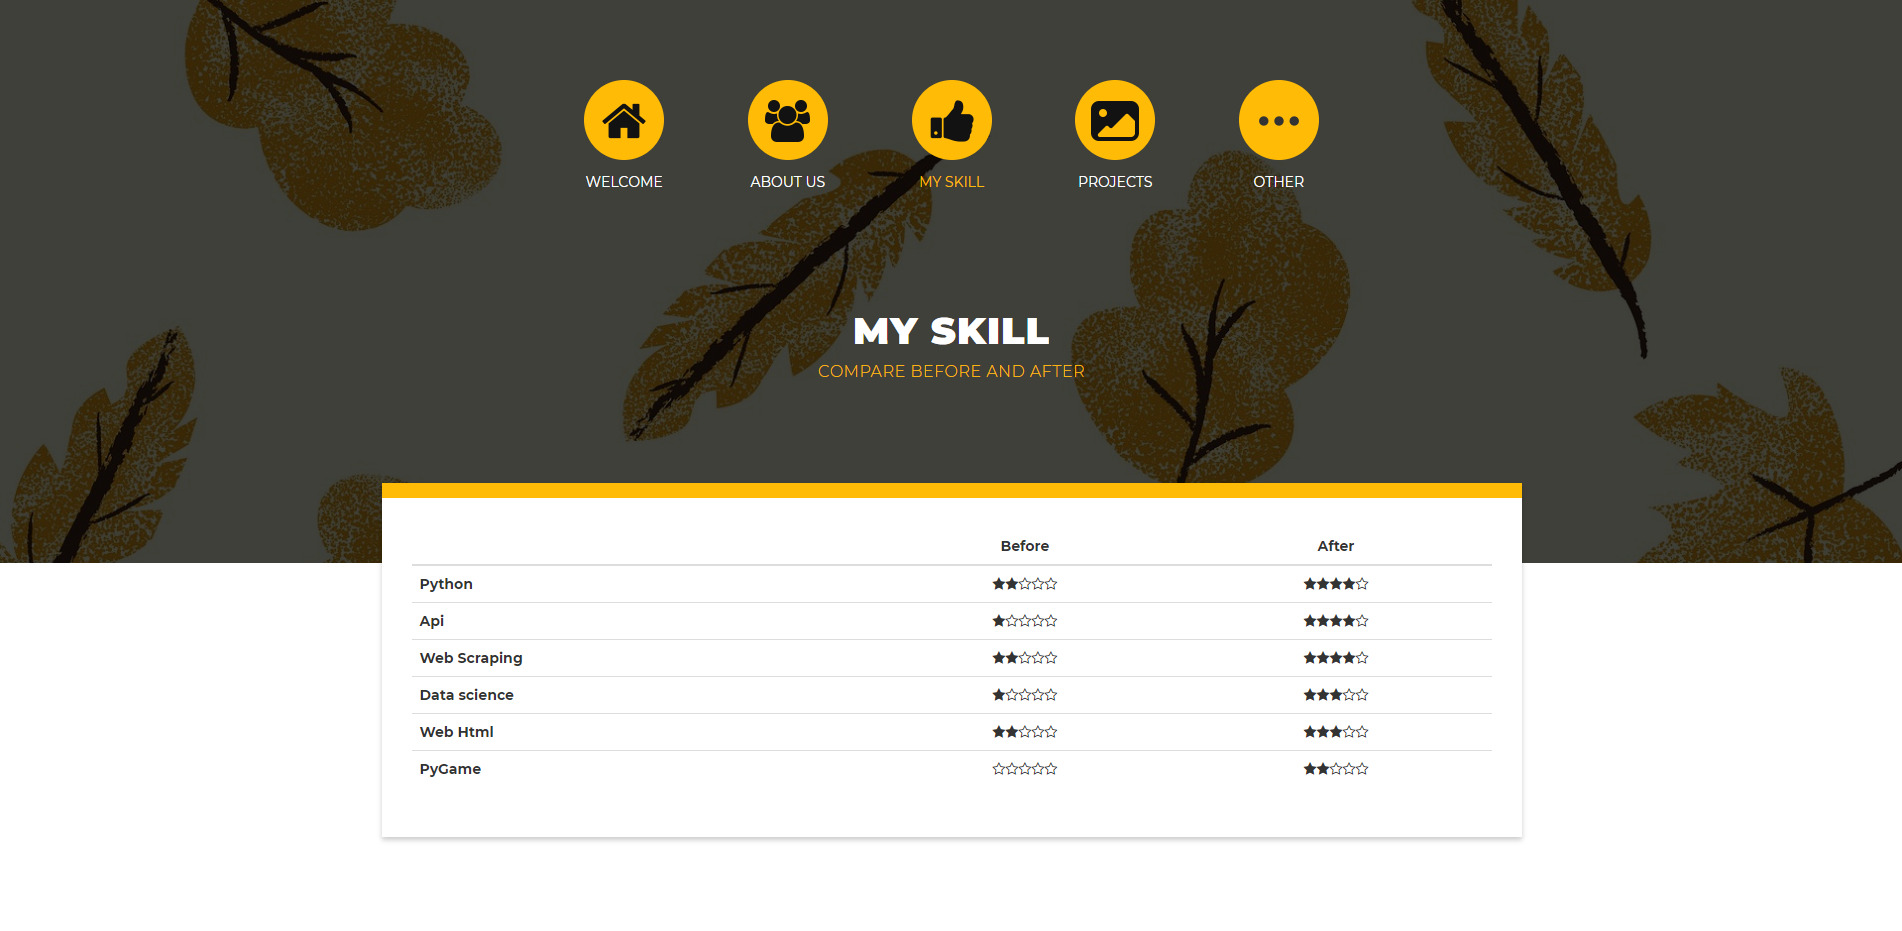 WELCOME ABOUT US MY SKILL PROJECTS OTHER
MY SKILL
COMPARE BEFORE AND AFTER
Before After
Python ★★☆☆☆ ★★★★☆
Api ★☆☆☆☆ ★★★★☆
Web Scraping ★★☆☆☆ ★★★★☆
Data science ★☆☆☆☆ ★★★☆☆
Web Html ★★☆☆☆ ★★★☆☆
PyGame ☆☆☆☆☆ ★★☆☆☆